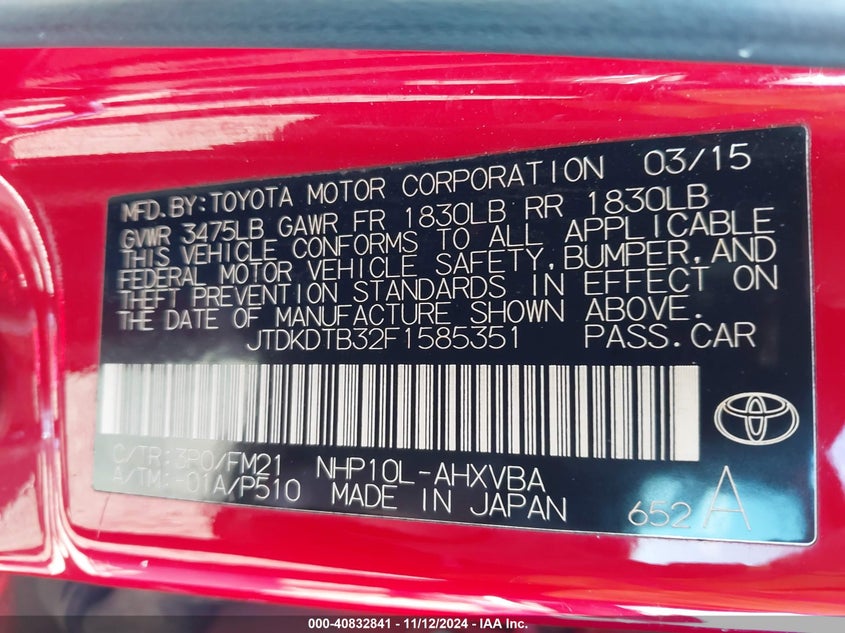 MFD.BY:TOYOTA MOTOR CORPORATION 03/15
GVWR 3475LB GAWR FR 1830LB RR 1830LB
THIS VEHICLE CONFORMS TO ALL APPLICABLE
FEDERAL MOTOR VEHICLE SAFETY,BUMPER,AND
THEFT PREVENTION STANDARDS IN EFFECT ON
THE DATE OF MANUFACTURE SHOWN ABOVE.
JTDKDTB32F1585351 PASS.CAR
C/TR:3P0/FM21 NHP10L-AHXVBA
A/TM:-01A/P510 MADE IN JAPAN 652 A
000-40832841 - 11/12/2024 - IAA Inc.